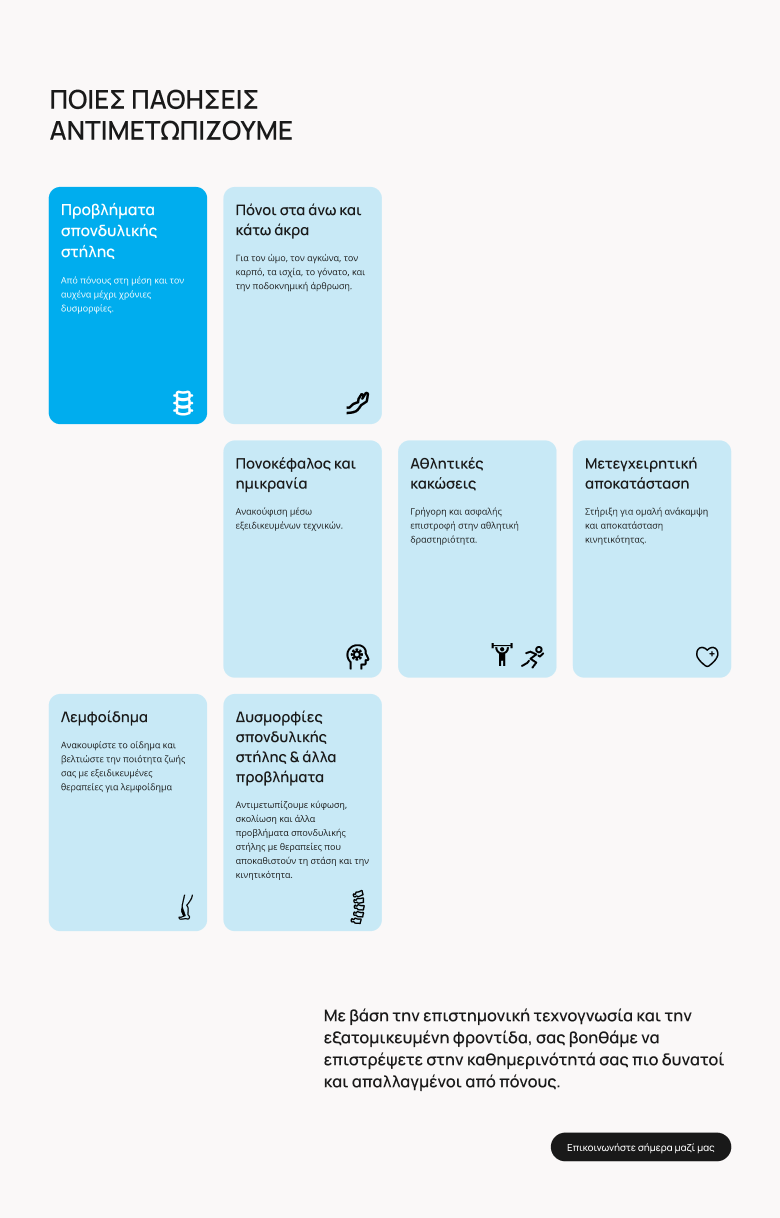 ΠΟΙΕΣ ΠΑΘΗΣΕΙΣ
ΑΝΤΙΜΕΤΩΠΙΖΟΥΜΕ
Προβλήματα
σπονδυλικής
στήλης
Από πόνους στη μέση και τον
αυχένα μέχρι χρόνιες
δυσμορφίες.
Πόνοι στα άνω και
κάτω άκρα
Για τον ώμο, τον αγκώνα, τον
καρπό, τα ισχία, το γόνατο, και
την ποδοκνημική άρθρωση.
Πονοκέφαλος και
ημικρανία
Ανακούφιση μέσω
εξειδικευμένων τεχνικών.
Αθλητικές
κακώσεις
Γρήγορη και ασφαλής
επιστροφή στην αθλητική
δραστηριότητα.
Μετεγχειρητική
αποκατάσταση
Στήριξη για ομαλή ανάκαμψη
και αποκατάσταση
κινητικότητας.
Λεμφοίδημα
Ανακουφίστε το οίδημα και
βελτιώστε την ποιότητα ζωής
σας με εξειδικευμένες
θεραπείες για λεμφοίδημα
Δυσμορφίες
σπονδυλικής
στήλης & άλλα
προβλήματα
Αντιμετωπίζουμε κύφωση,
σκολίωση και άλλα
προβλήματα σπονδυλικής
στήλης με θεραπείες που
αποκαθιστούν τη στάση και την
κινητικότητα.
Με βάση την επιστημονική τεχνογνωσία και την
εξατομικευμένη φροντίδα, σας βοηθάμε να
επιστρέψετε στην καθημερινότητά σας πιο δυνατοί
και απαλλαγμένοι από πόνους.
Επικοινωνήστε σήμερα μαζί μας